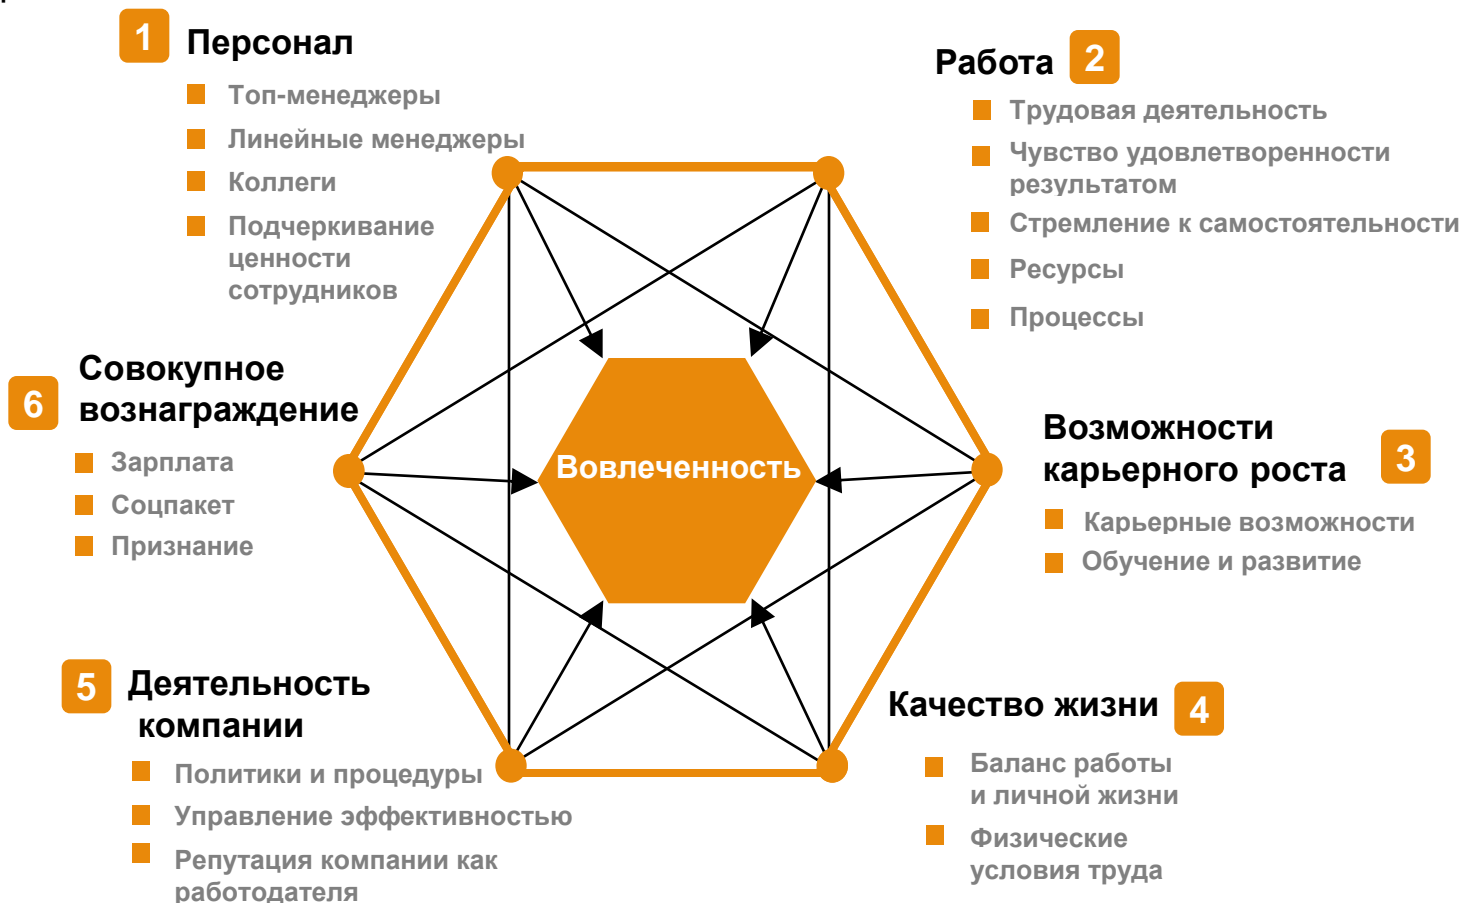 1
Персонал
Топ-менеджеры
Линейные менеджеры
Коллеги
Подчеркивание
ценности
сотрудников
Работа
2
Трудовая деятельность
Чувство удовлетворенности
результатом
Стремление к самостоятельности
Ресурсы
Процессы
Возможности
карьерного роста
3
Карьерные возможности
Обучение и развитие
Качество жизни
4
Баланс работы
и личной жизни
Физические
условия труда
5
Деятельность
компании
Политики и процедуры
Управление эффективностью
Репутация компании как
работодателя
6
Совокупное
вознаграждение
Зарплата
Соцпакет
Признание
Вовлеченность